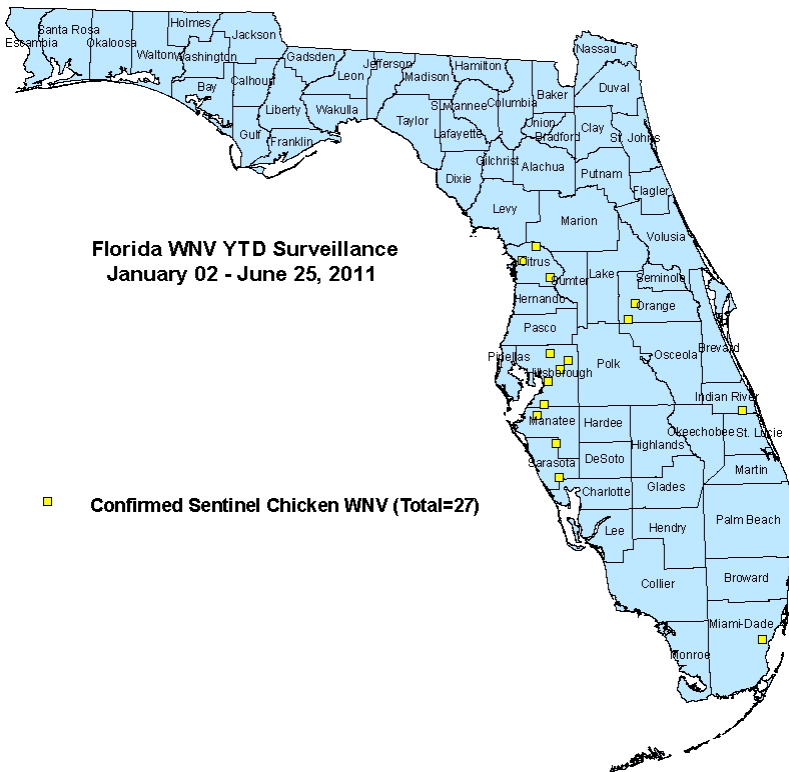 Holmes
Santa Rosa
Jackson
Escambia
Okaloosa
Walton
Washington
Nassau
Gadsden
Jefferson
Hamilton
Leon
Madison
Bay
Calhoun
Baker
Duval
Suwannee
Columbia
Liberty
Wakulla
Taylor
Union
Clay
Gulf
Franklin
Lafayette
Bradford
St. Johns
Gilchrist
Alachua
Putnam
Dixie
Flagler
Levy
Marion
Volusia
Florida WNV YTD Surveillance
January 02 - June 25, 2011
Citrus
Lake
Sumter
Seminole
Hernando
Orange
Pasco
Brevard
Pinellas
Osceola
Polk
Hillsborough
Indian River
Manatee
Hardee
Okeechobee
St. Lucie
Highlands
Sarasota
DeSoto
Martin
Charlotte
Glades
Confirmed Sentinel Chicken WNV (Total=27)
Palm Beach
Lee
Hendry
Collier
Broward
Miami-Dade
Monroe